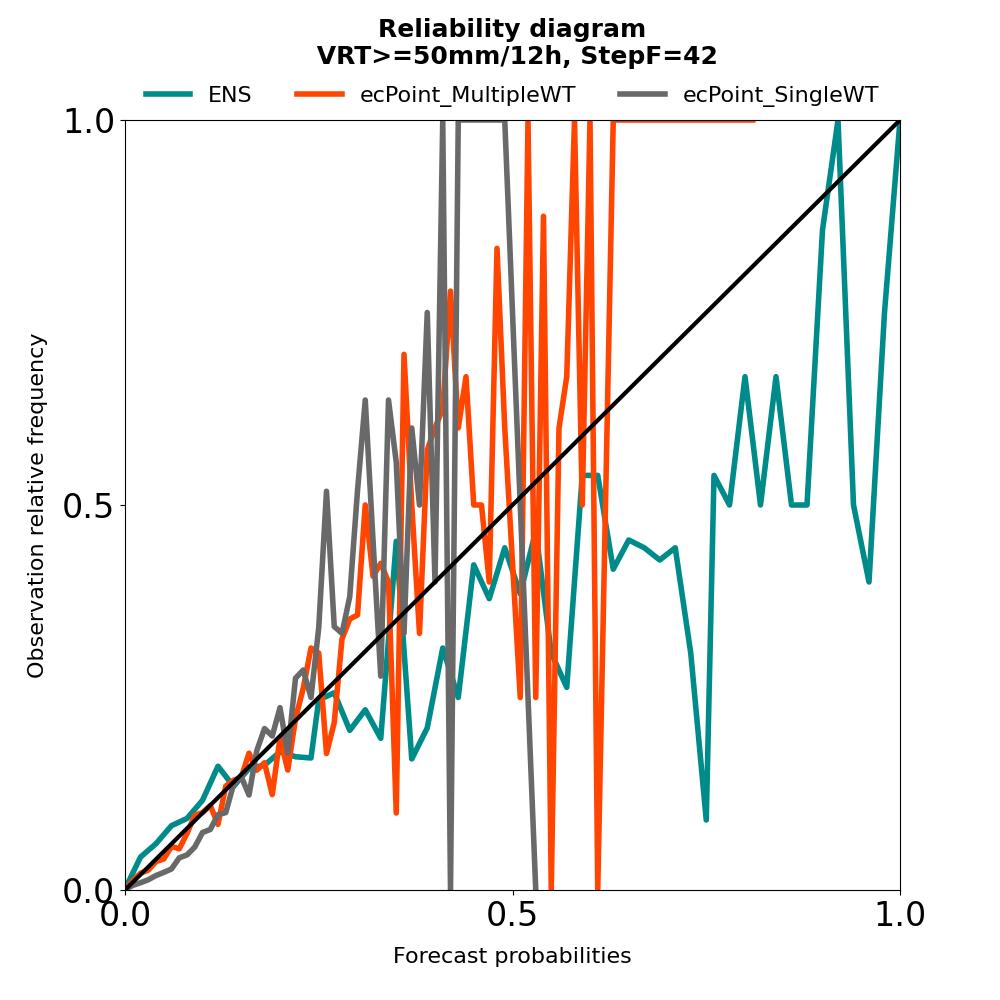 Reliability diagram
VRT>=50mm/12h, StepF=42
ENS ecPoint_MultipleWT ecPoint_SingleWT
1.0
0.5
0.0
Observation relative frequency
0.0 0.5 1.0
Forecast probabilities